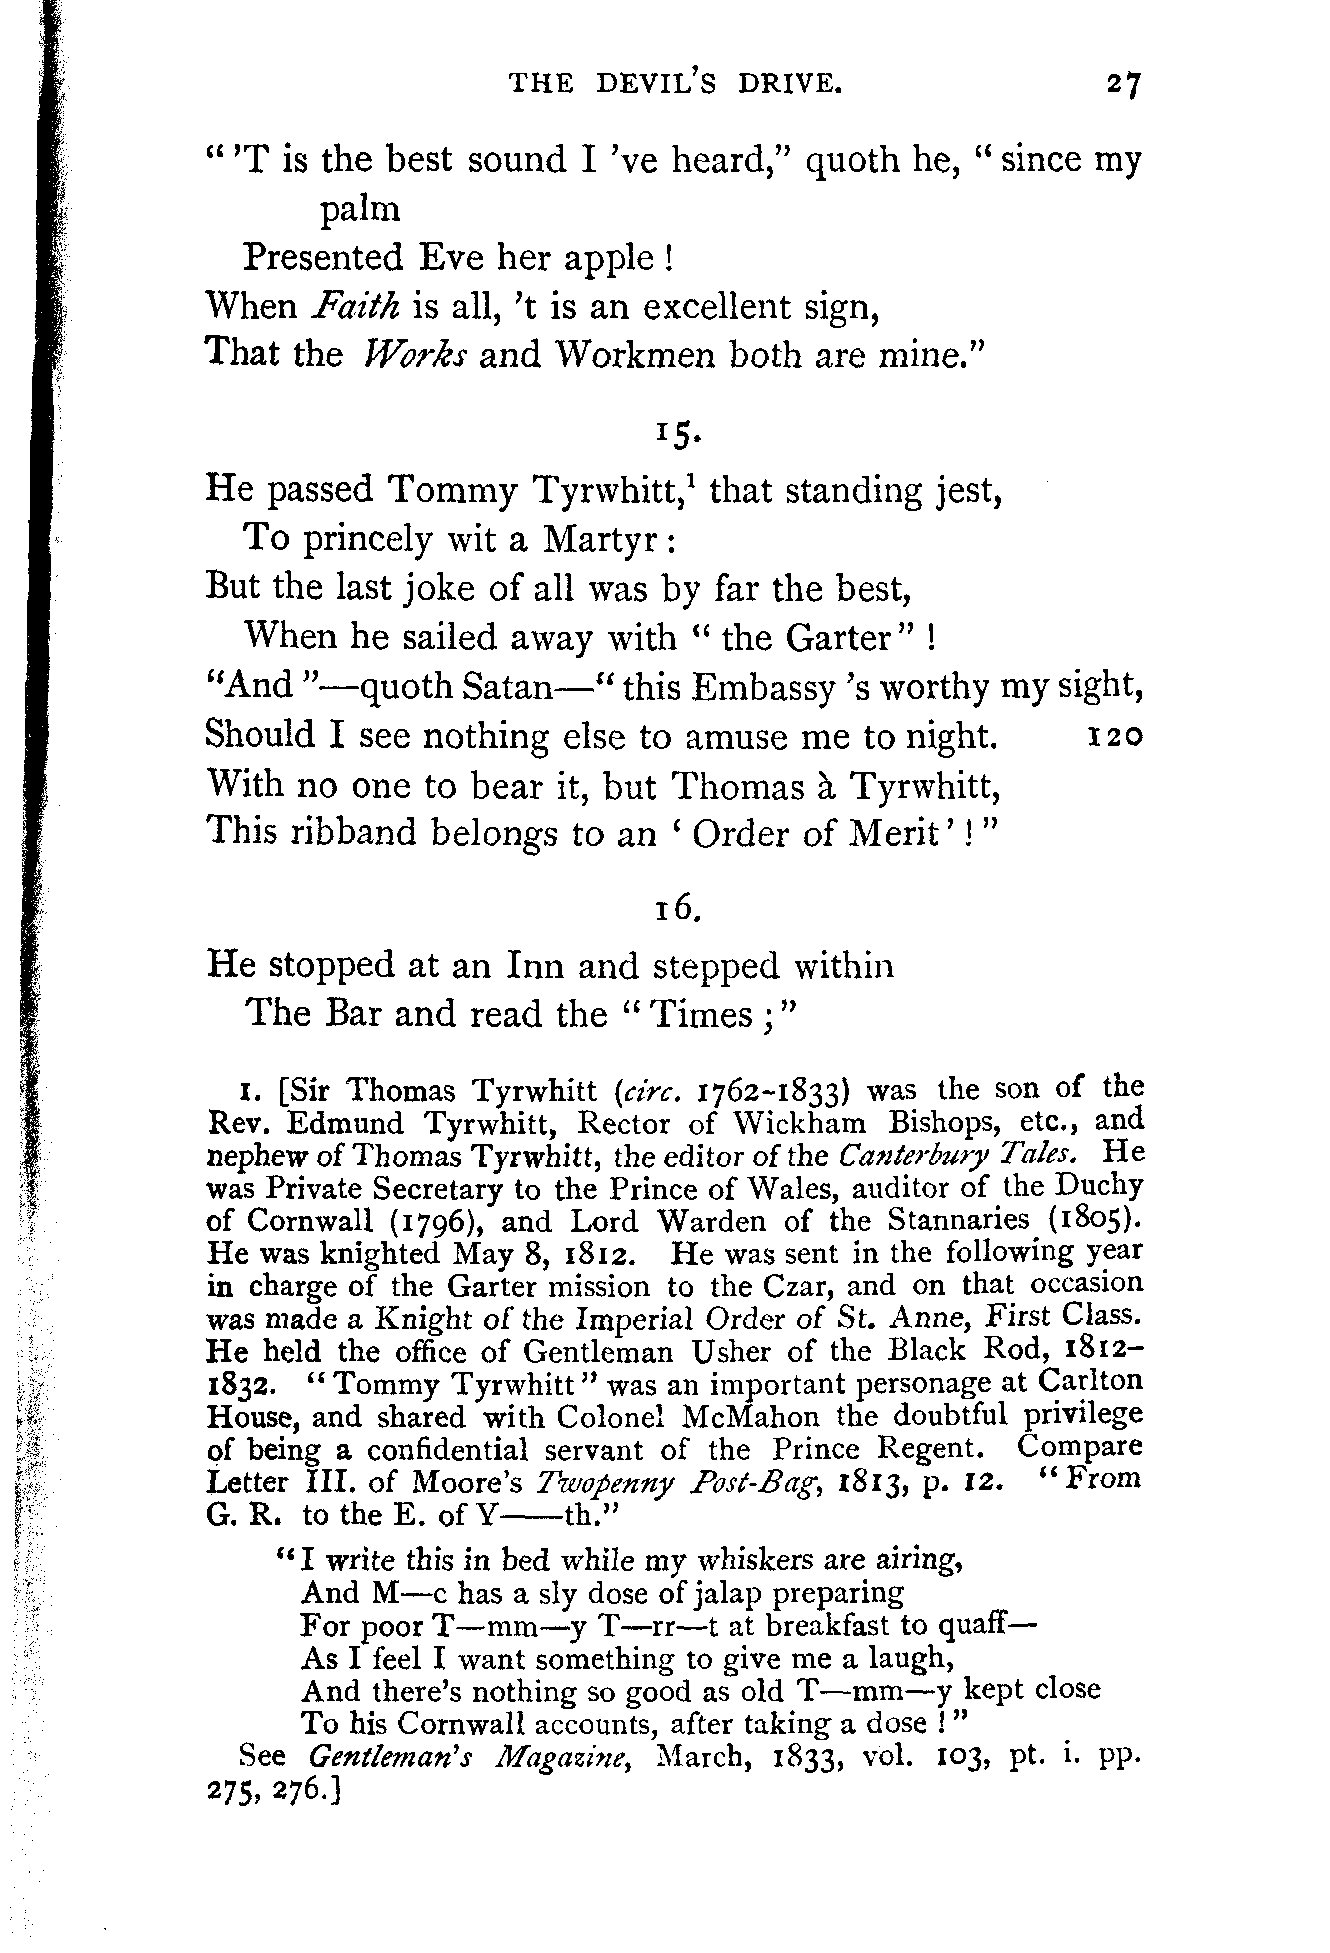 THE DEVIL'S DRIVE. 27
“ 'T is the best sound I 've heard,” quoth he, “ since my
palm
Presented Eve her apple !
When Faith is all, 't is an excellent sign,
That the Works and Workmen both are mine.”
15.
He passed Tommy Tyrwhitt,¹ that standing jest,
To princely wit a Martyr :
But the last joke of all was by far the best,
When he sailed away with “ the Garter ” !
“And ”—quoth Satan—“ this Embassy 's worthy my sight,
Should I see nothing else to amuse me to night. 120
With no one to bear it, but Thomas à Tyrwhitt,
This ribband belongs to an ‘ Order of Merit ’ ! ”
16.
He stopped at an Inn and stepped within
The Bar and read the “ Times ; ”
1. [Sir Thomas Tyrwhitt (circ. 1762-1833) was the son of the
Rev. Edmund Tyrwhitt, Rector of Wickham Bishops, etc., and
nephew of Thomas Tyrwhitt, the editor of the Canterbury Tales. He
was Private Secretary to the Prince of Wales, auditor of the Duchy
of Cornwall (1796), and Lord Warden of the Stannaries (1805).
He was knighted May 8, 1812. He was sent in the following year
in charge of the Garter mission to the Czar, and on that occasion
was made a Knight of the Imperial Order of St. Anne, First Class.
He held the office of Gentleman Usher of the Black Rod, 1812–
1832. “ Tommy Tyrwhitt ” was an important personage at Carlton
House, and shared with Colonel McMahon the doubtful privilege
of being a confidential servant of the Prince Regent. Compare
Letter III. of Moore's Twopenny Post-Bag, 1813, p. 12. “ From
G. R. to the E. of Y——th.”
“ I write this in bed while my whiskers are airing,
And M—c has a sly dose of jalap preparing
For poor T—mm—y T—rr—t at breakfast to quaff—
As I feel I want something to give me a laugh,
And there's nothing so good as old T—mm—y kept close
To his Cornwall accounts, after taking a dose ! ”
See Gentleman's Magazine, March, 1833, vol. 103, pt. i. pp.
275, 276.]